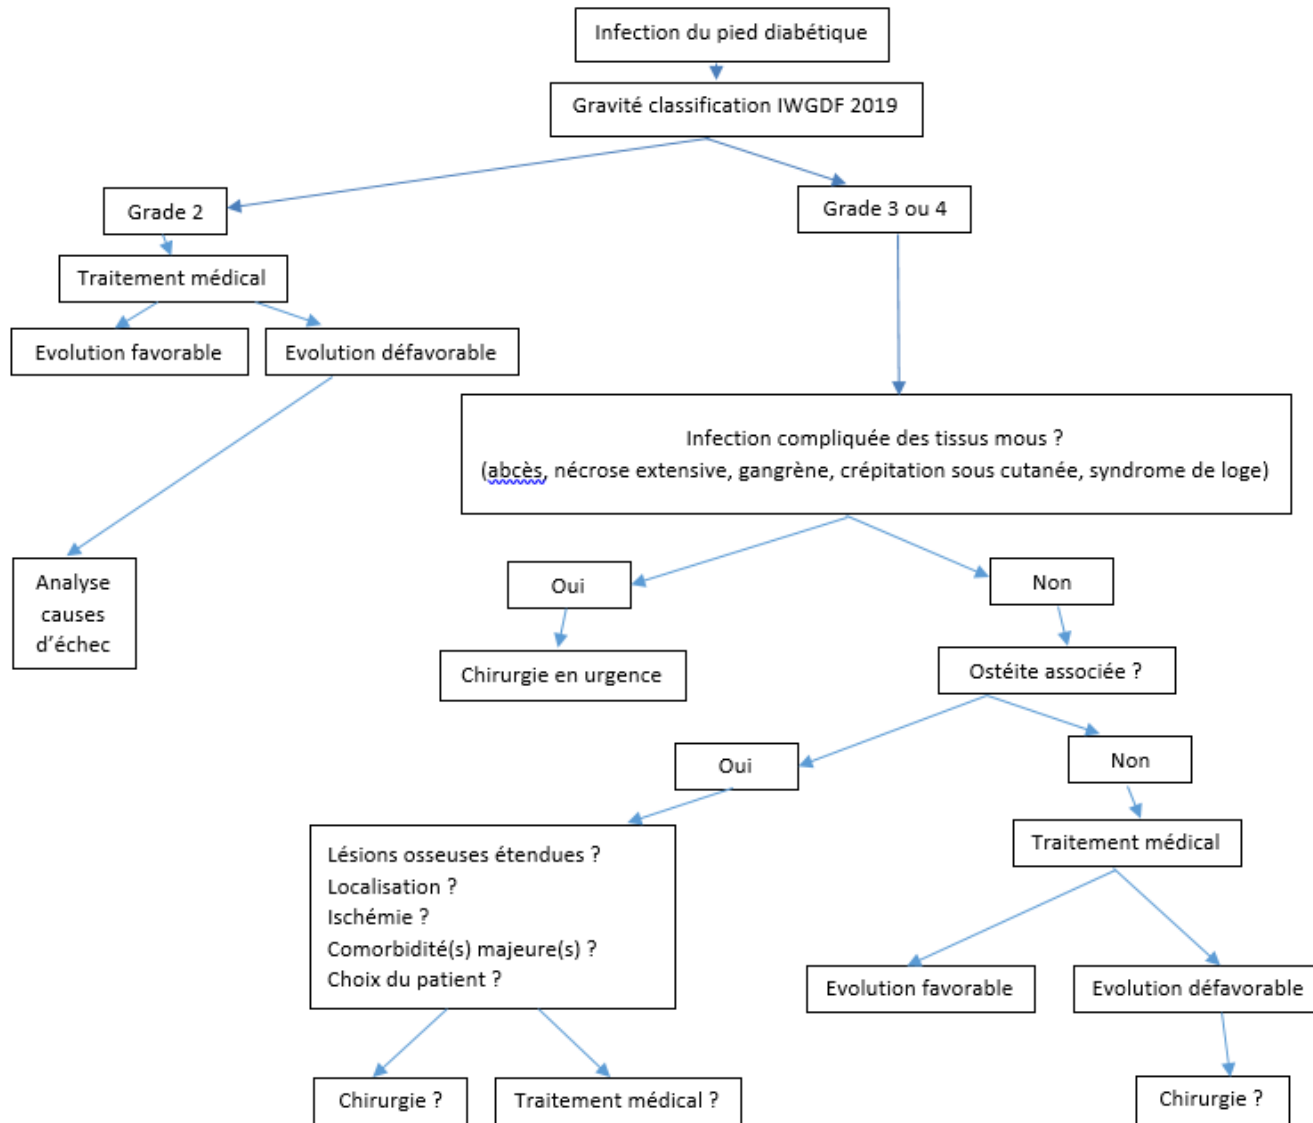 Infection du pied diabétique
Gravité classification IWGDF 2019
Grade 2
Grade 3 ou 4
Traitement médical
Evolution favorable
Evolution défavorable
Infection compliquée des tissus mous ?
(abcès, nécrose extensive, gangrène, crépitation sous cutanée, syndrome de loge)
Analyse
causes
d’échec
Oui
Non
Chirurgie en urgence
Ostéite associée ?
Oui
Non
Lésions osseuses étendues ?
Localisation ?
Ischémie ?
Comorbidité(s) majeure(s) ?
Choix du patient ?
Traitement médical
Evolution favorable
Evolution défavorable
Chirurgie ?
Traitement médical ?
Chirurgie ?